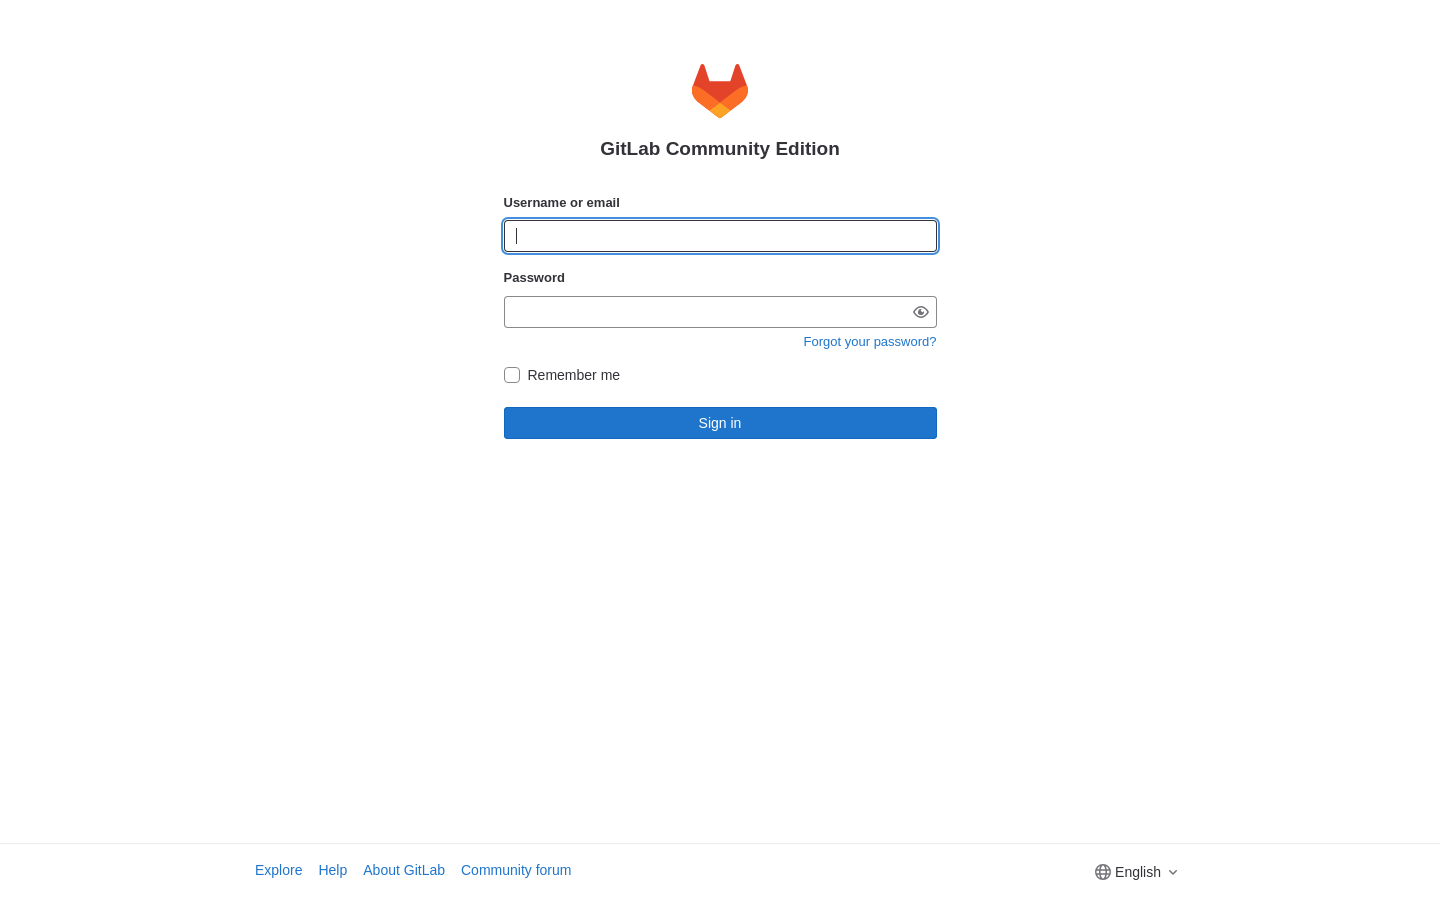 GitLab Community Edition
Username or email
Password
Forgot your password?
Remember me
Sign in
Explore Help About GitLab Community forum English